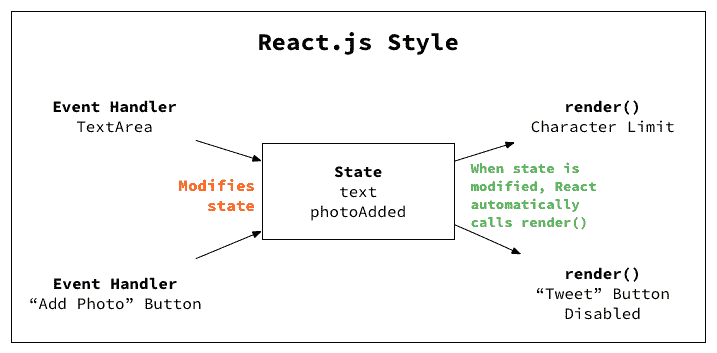 React.js Style
Event Handler
TextArea
Modifies
state
Event Handler
“Add Photo” Button
State
text
photoAdded
render()
Character Limit
When state is
modified, React
automatically
calls render()
render()
“Tweet” Button
Disabled